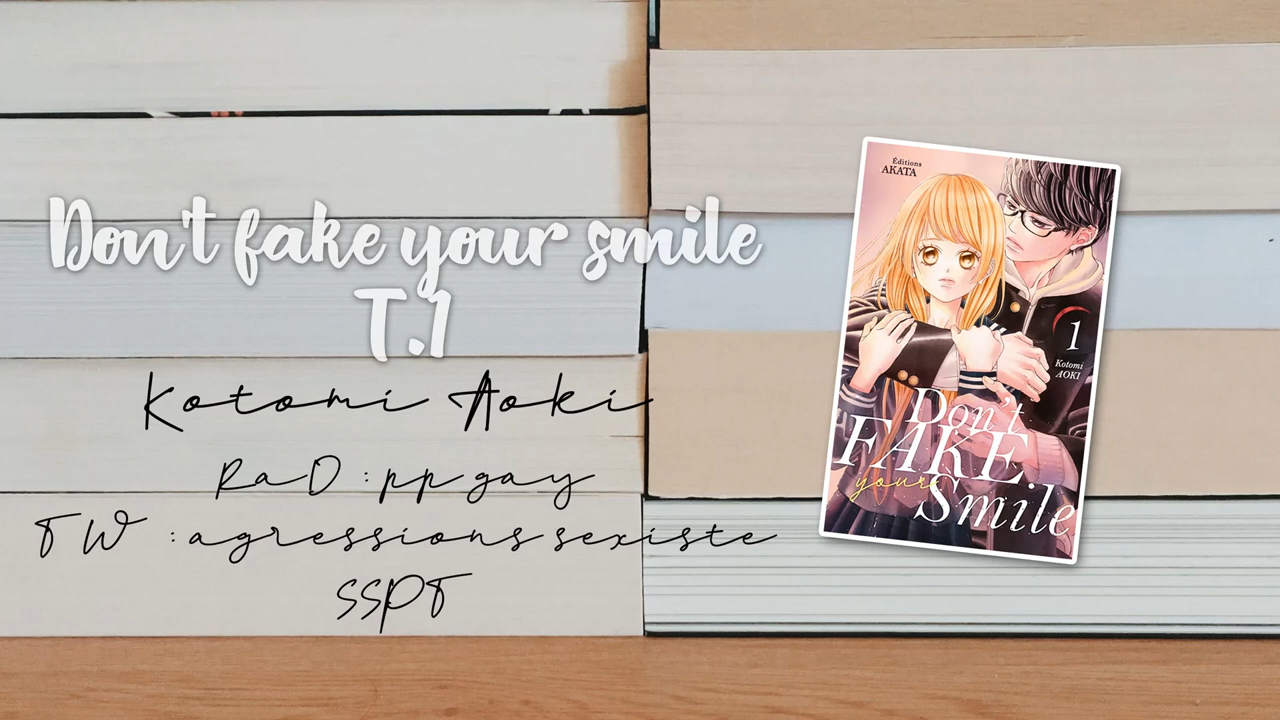 Don't fake your smile
T.1
Kotomi Aoki
RaD : pp gay
TW : agressions sexiste
SSPT
Éditions
AKATA
1
Kotomi
AOKI
Don't
FAKE
your
Smile